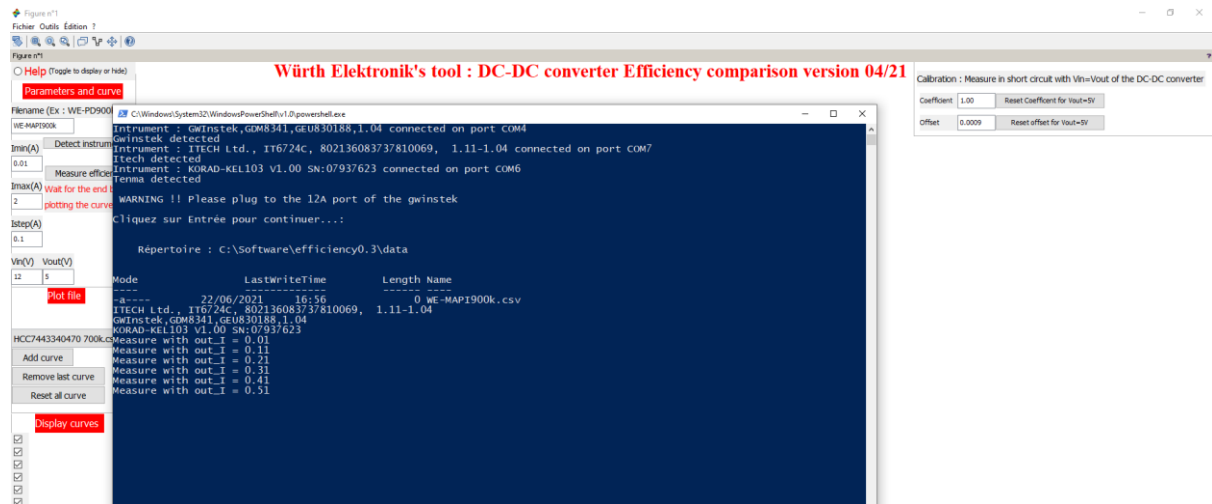 Figure n°1
Fichier Outils Édition ?
Figure n°1 ?
Help (Toggle to display or hide)
Würth Elektronik's tool : DC-DC converter Efficiency comparison version 04/21
Calibration : Measure in short circuit with Vin=Vout of the DC-DC converter
Parameters and curve
Coefficient 1.00 Reset Coefficent for Vout=5V
Offset 0.0009 Reset offset for Vout=5V
Filename (Ex : WE-PD900
WE-MAPI900k
Imin(A) Detect instrum
0.01
Measure efficie
Imax(A) Wait for the end
2 plotting the curve
Istep(A)
0.1
Vin(V) Vout(V)
12 5
Plot file
HCC7443340470 700k.cs
Add curve
Remove last curve
Reset all curve
Display curves
C:\Windows\System32\WindowsPowerShell\v1.0\powershell.exe
Intrument : GWInstek,GDM8341,GEU830188,1.04 connected on port COM4
Gwinstek detected
Intrument : ITECH Ltd., IT6724C, 802136083737810069, 1.11-1.04 connected on port COM7
Itech detected
Intrument : KORAD-KEL103 V1.00 SN:07937623 connected on port COM6
Tenma detected
WARNING !! Please plug to the 12A port of the gwinstek
Cliquez sur Entrée pour continuer...:
Répertoire : C:\Software\efficiency0.3\data
Mode LastWriteTime Length Name
---- ------------- ------ ----
-a---- 22/06/2021 16:56 0 WE-MAPI900k.csv
ITECH Ltd., IT6724C, 802136083737810069, 1.11-1.04
GWInstek,GDM8341,GEU830188,1.04
KORAD-KEL103 V1.00 SN:07937623
Measure with out_I = 0.01
Measure with out_I = 0.11
Measure with out_I = 0.21
Measure with out_I = 0.31
Measure with out_I = 0.41
Measure with out_I = 0.51